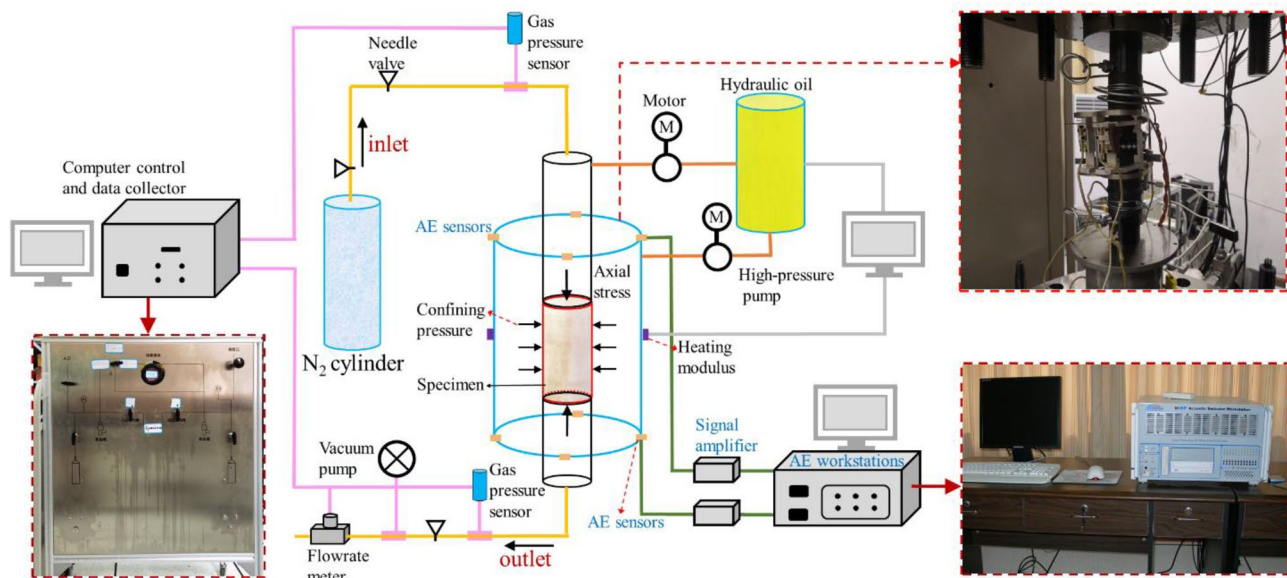 Needle
valve
Gas
pressure
sensor
Hydraulic oil
Motor
M
inlet
Computer control
and data collector
AE sensors
M
High-pressure
pump
Axial
stress
Confining
pressure
N2 cylinder
Heating
modulus
Specimen
Signal
amplifier
Vacuum
pump
AE workstations
Gas
pressure
sensor
AE sensors
outlet
Flowrate
meter